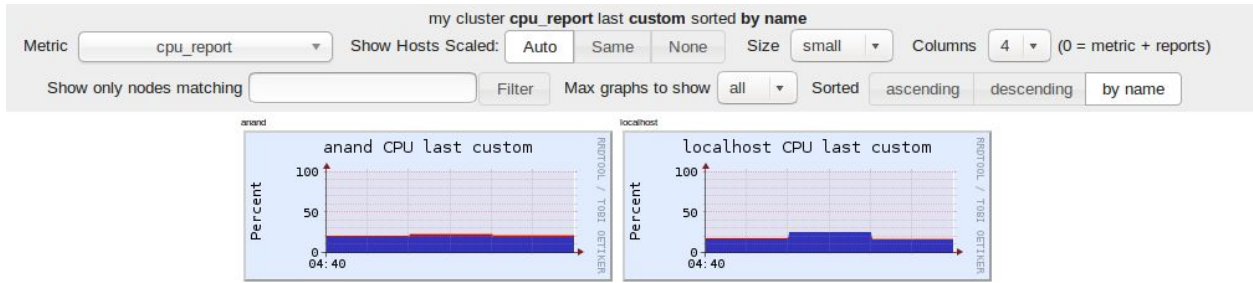 my cluster cpu_report last custom sorted by name
Metric cpu_report Show Hosts Scaled: Auto Same None Size small Columns 4 (0 = metric + reports)
Show only nodes matching Filter Max graphs to show all Sorted ascending descending by name
anand
anand CPU last custom
Percent
100
50
0
04:40
RRDTOOL / TOBI OETIKER
localhost
localhost CPU last custom
Percent
100
50
0
04:40
RRDTOOL / TOBI OETIKER